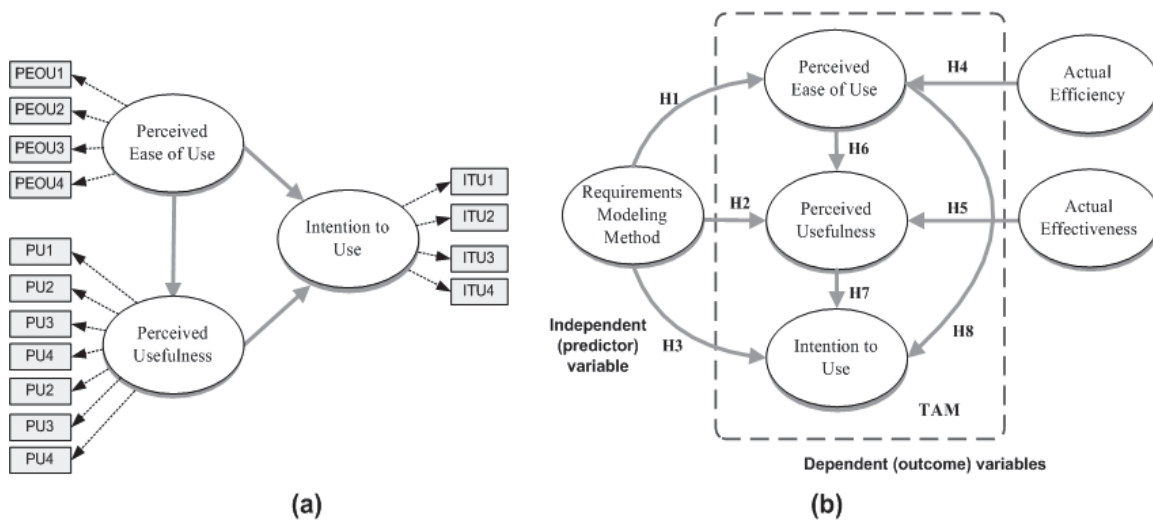 PEOU1
PEOU2
PEOU3
PEOU4
Perceived
Ease of Use
PU1
PU2
PU3
PU4
PU2
PU3
PU4
Perceived
Usefulness
Intention to
Use
ITU1
ITU2
ITU3
ITU4
(a)
Requirements
Modeling
Method
Independent
(predictor)
variable
H1
H2
H3
Perceived
Ease of Use
H6
Perceived
Usefulness
H7
Intention to
Use
H4
H5
H8
TAM
Actual
Efficiency
Actual
Effectiveness
Dependent (outcome) variables
(b)